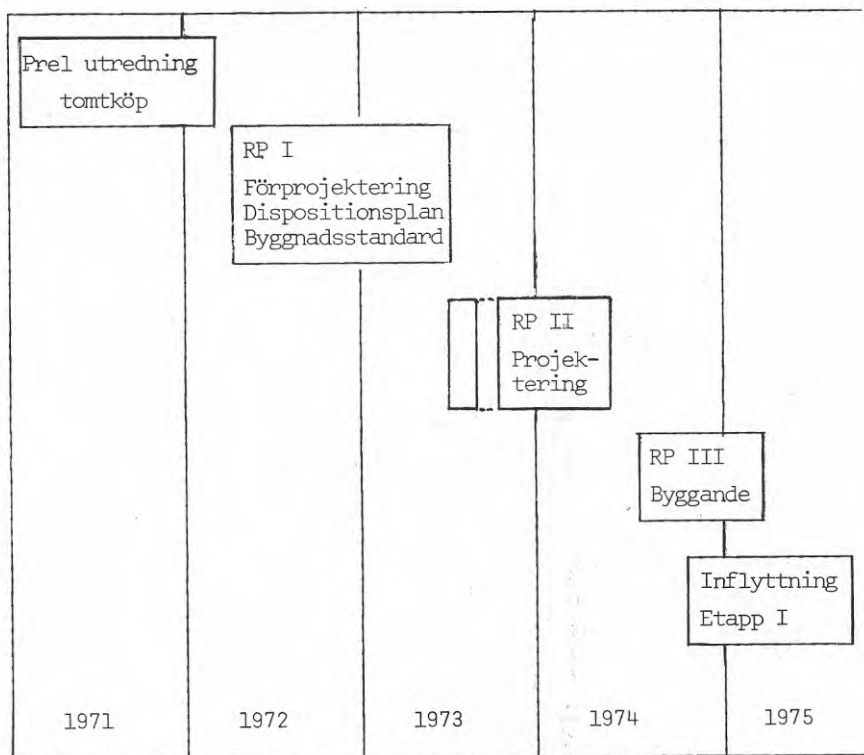 Prel utredning
tomtköp
RP I
Förprojektering
Dispositionsplan
Byggnadsstandard
RP II
Projek-
tering
RP III
Byggande
Inflyttning
Etapp I
1971
1972
1973
1974
1975